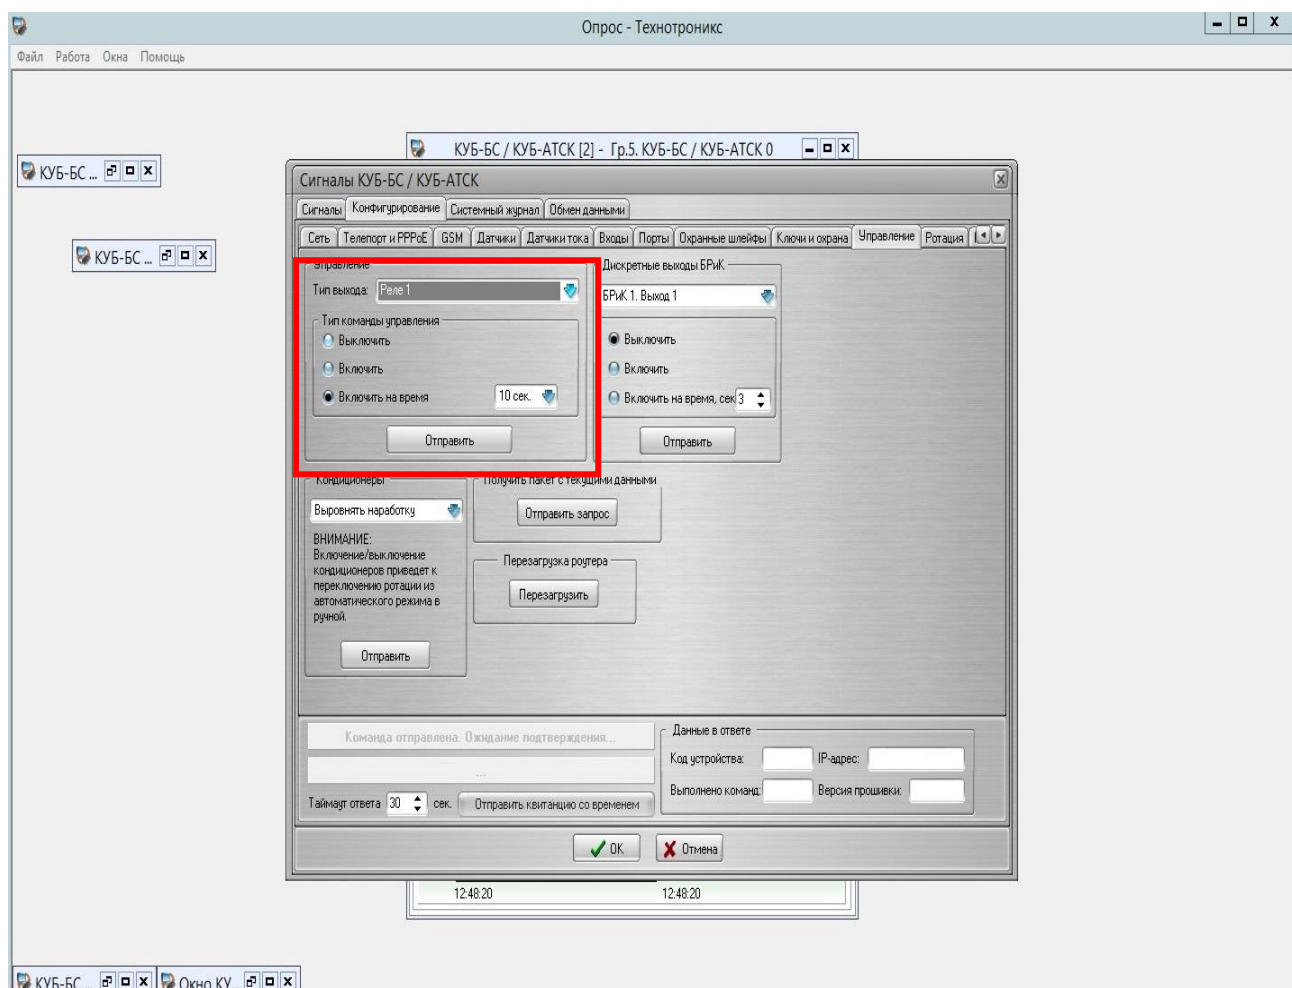 Опрос - Технотроникс
Файл Работа Окна Помощь
КУБ-БС / КУБ-АТСК [2] - Гр.5. КУБ-БС / КУБ-АТСК 0
КУБ-БС ...
Сигналы КУБ-БС / КУБ-АТСК
Сигналы Конфигурирование Системный журнал Обмен данными
Сеть Телепорт и PPPoE GSM Датчики Датчики тока Входы Порты Охранные шлейфы Ключи и охрана Управление Ротация
КУБ-БС ...
Управление
Тип выхода: Реле 1
Тип команды управления
Выключить
Включить
Включить на время 10 сек.
Отправить
Дискретные выходы БРиК
БРиК 1. Выход 1
Выключить
Включить
Включить на время, сек 3
Отправить
Кондиционеры
Выровнять наработку
ВНИМАНИЕ:
Включение/выключение
кондиционеров приведет к
переключению ротации из
автоматического режима в
ручной.
Отправить
Получить пакет с текущими данными
Отправить запрос
Перезагрузка роутера
Перезагрузить
Команда отправлена. Ожидание подтверждения...
...
Таймаут ответа 30 сек. Отправить квитанцию со временем
Данные в ответе
Код устройства: IP-адрес:
Выполнено команд: Версия прошивки:
OK Отмена
12:48:20 12:48:20
КУБ-БС ... Окно КУ...